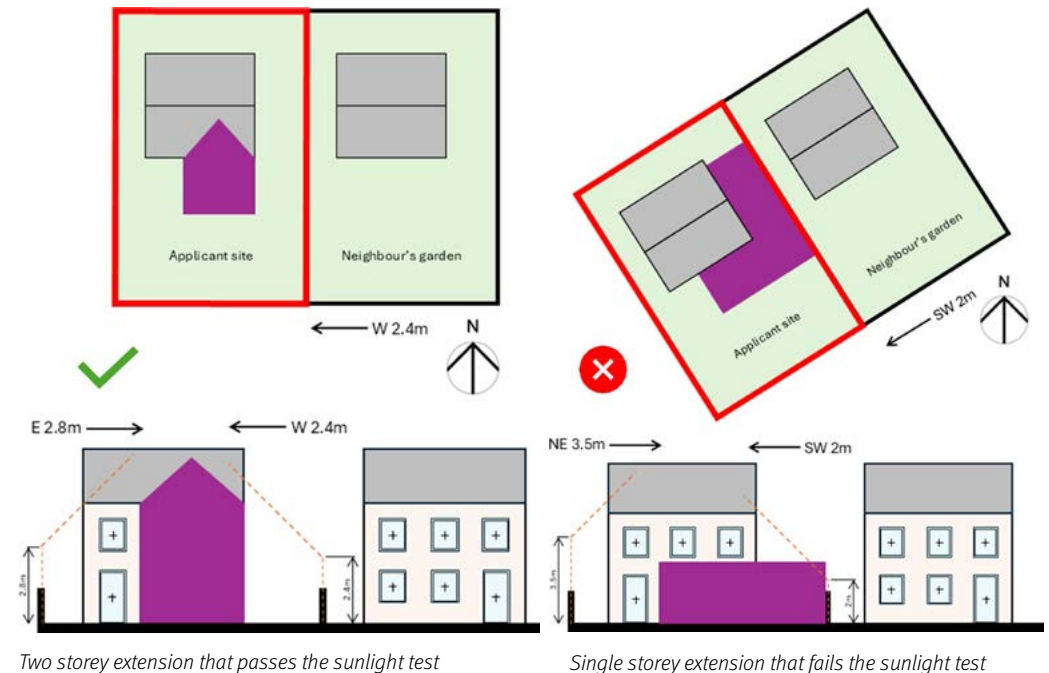 Applicant site
Neighbour's garden
W 2.4m
N
E 2.8m
W 2.4m
2.8m
2.4m
Two storey extension that passes the sunlight test
Neighbour's garden
Applicant site
SW 2m
N
NE 3.5m
SW 2m
3.5m
2m
Single storey extension that fails the sunlight test